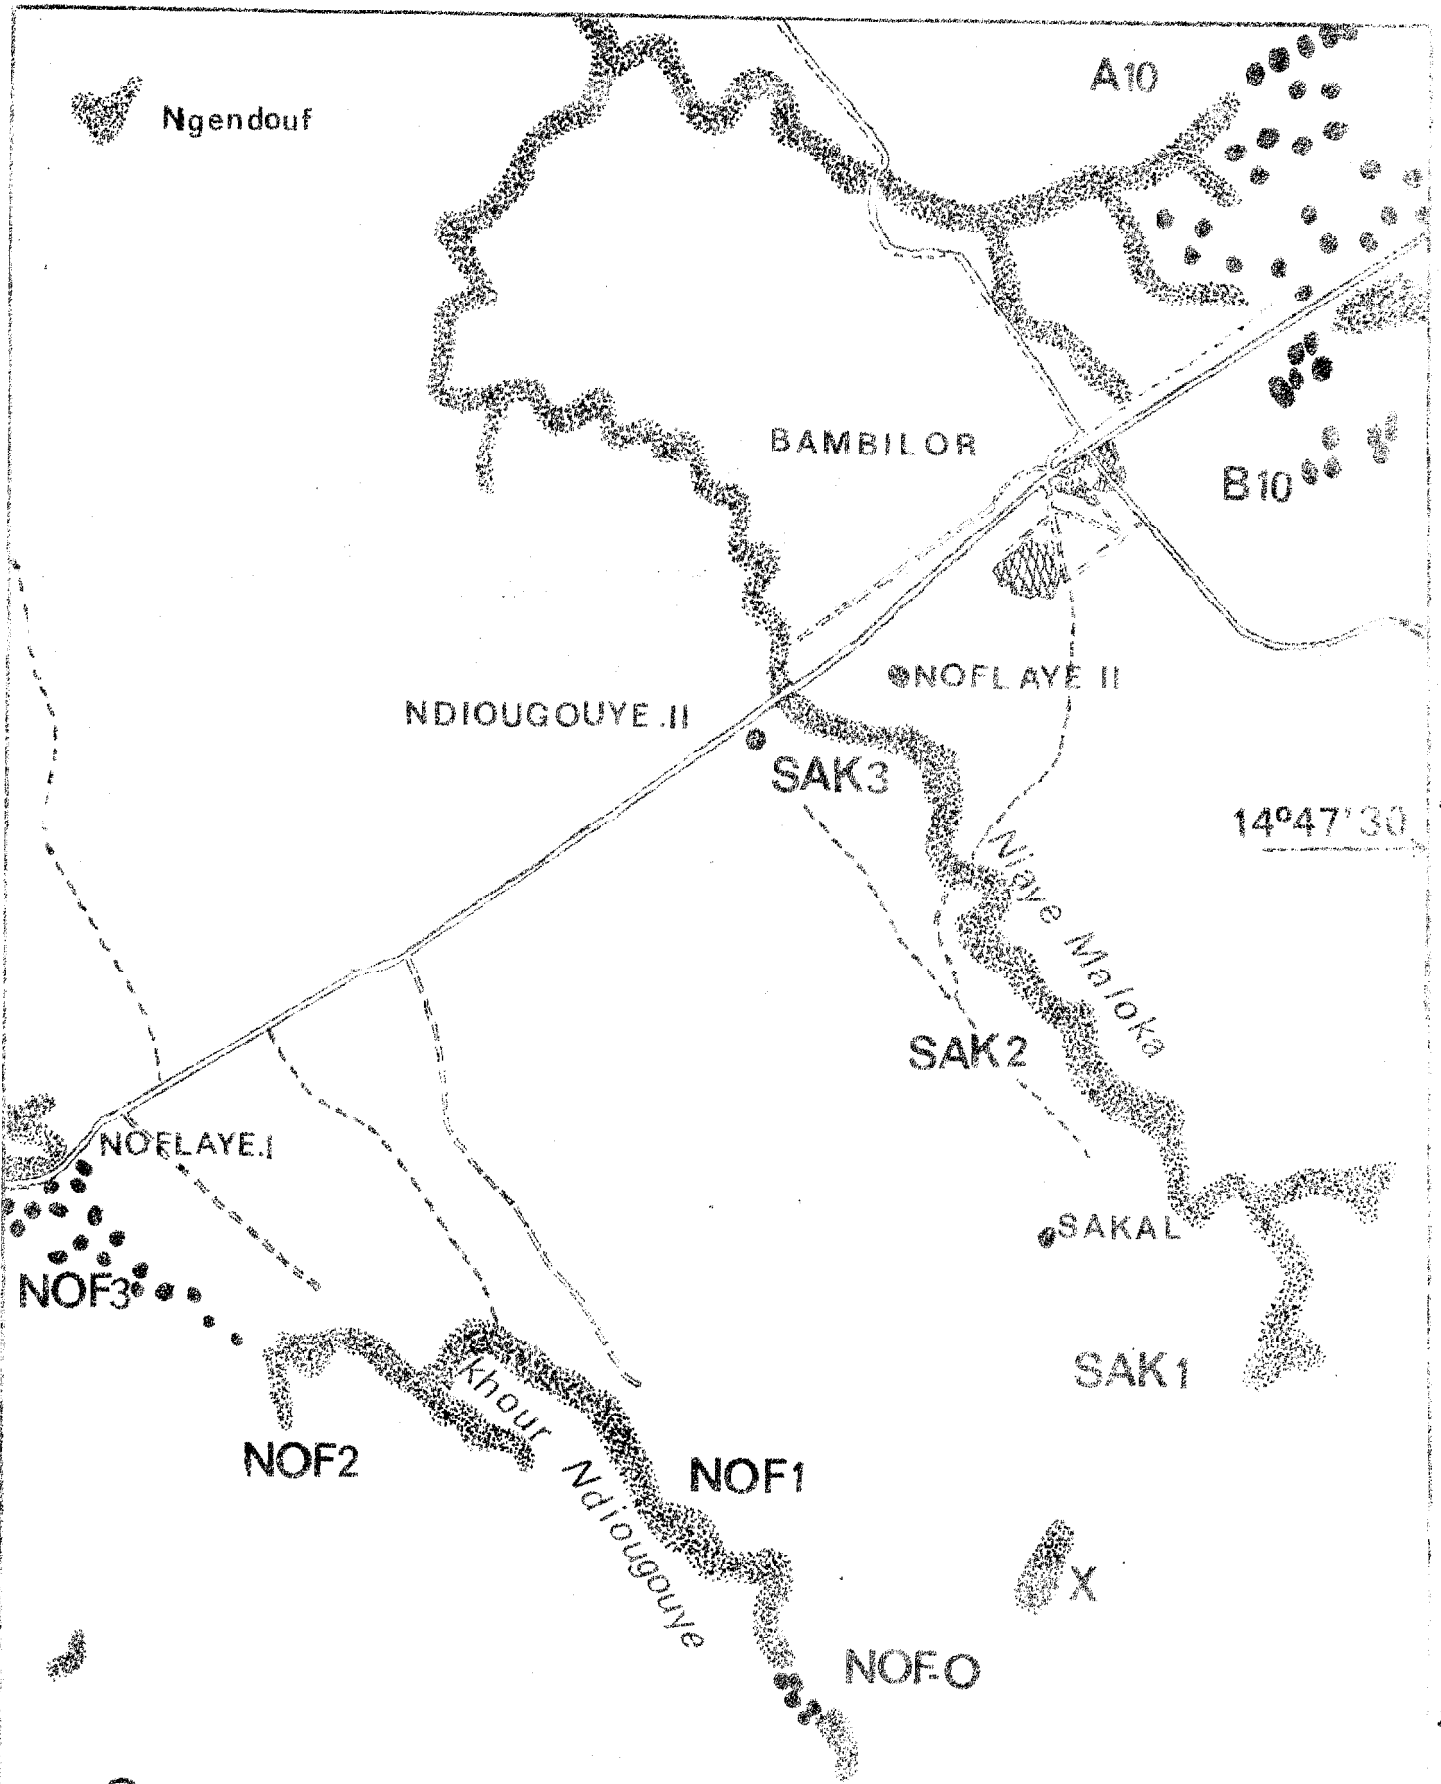 A10
Ngendouf
BAMBILOR
B10
NOFLAYE II
NDIOUGOUYE.II
SAK3
14°47'30
Niaye Maloka
SAK2
NOFLAYE.I
SAKAL
NOF3
SAK1
khour Ndiougouye
NOF2
NOF1
X
NOF.O